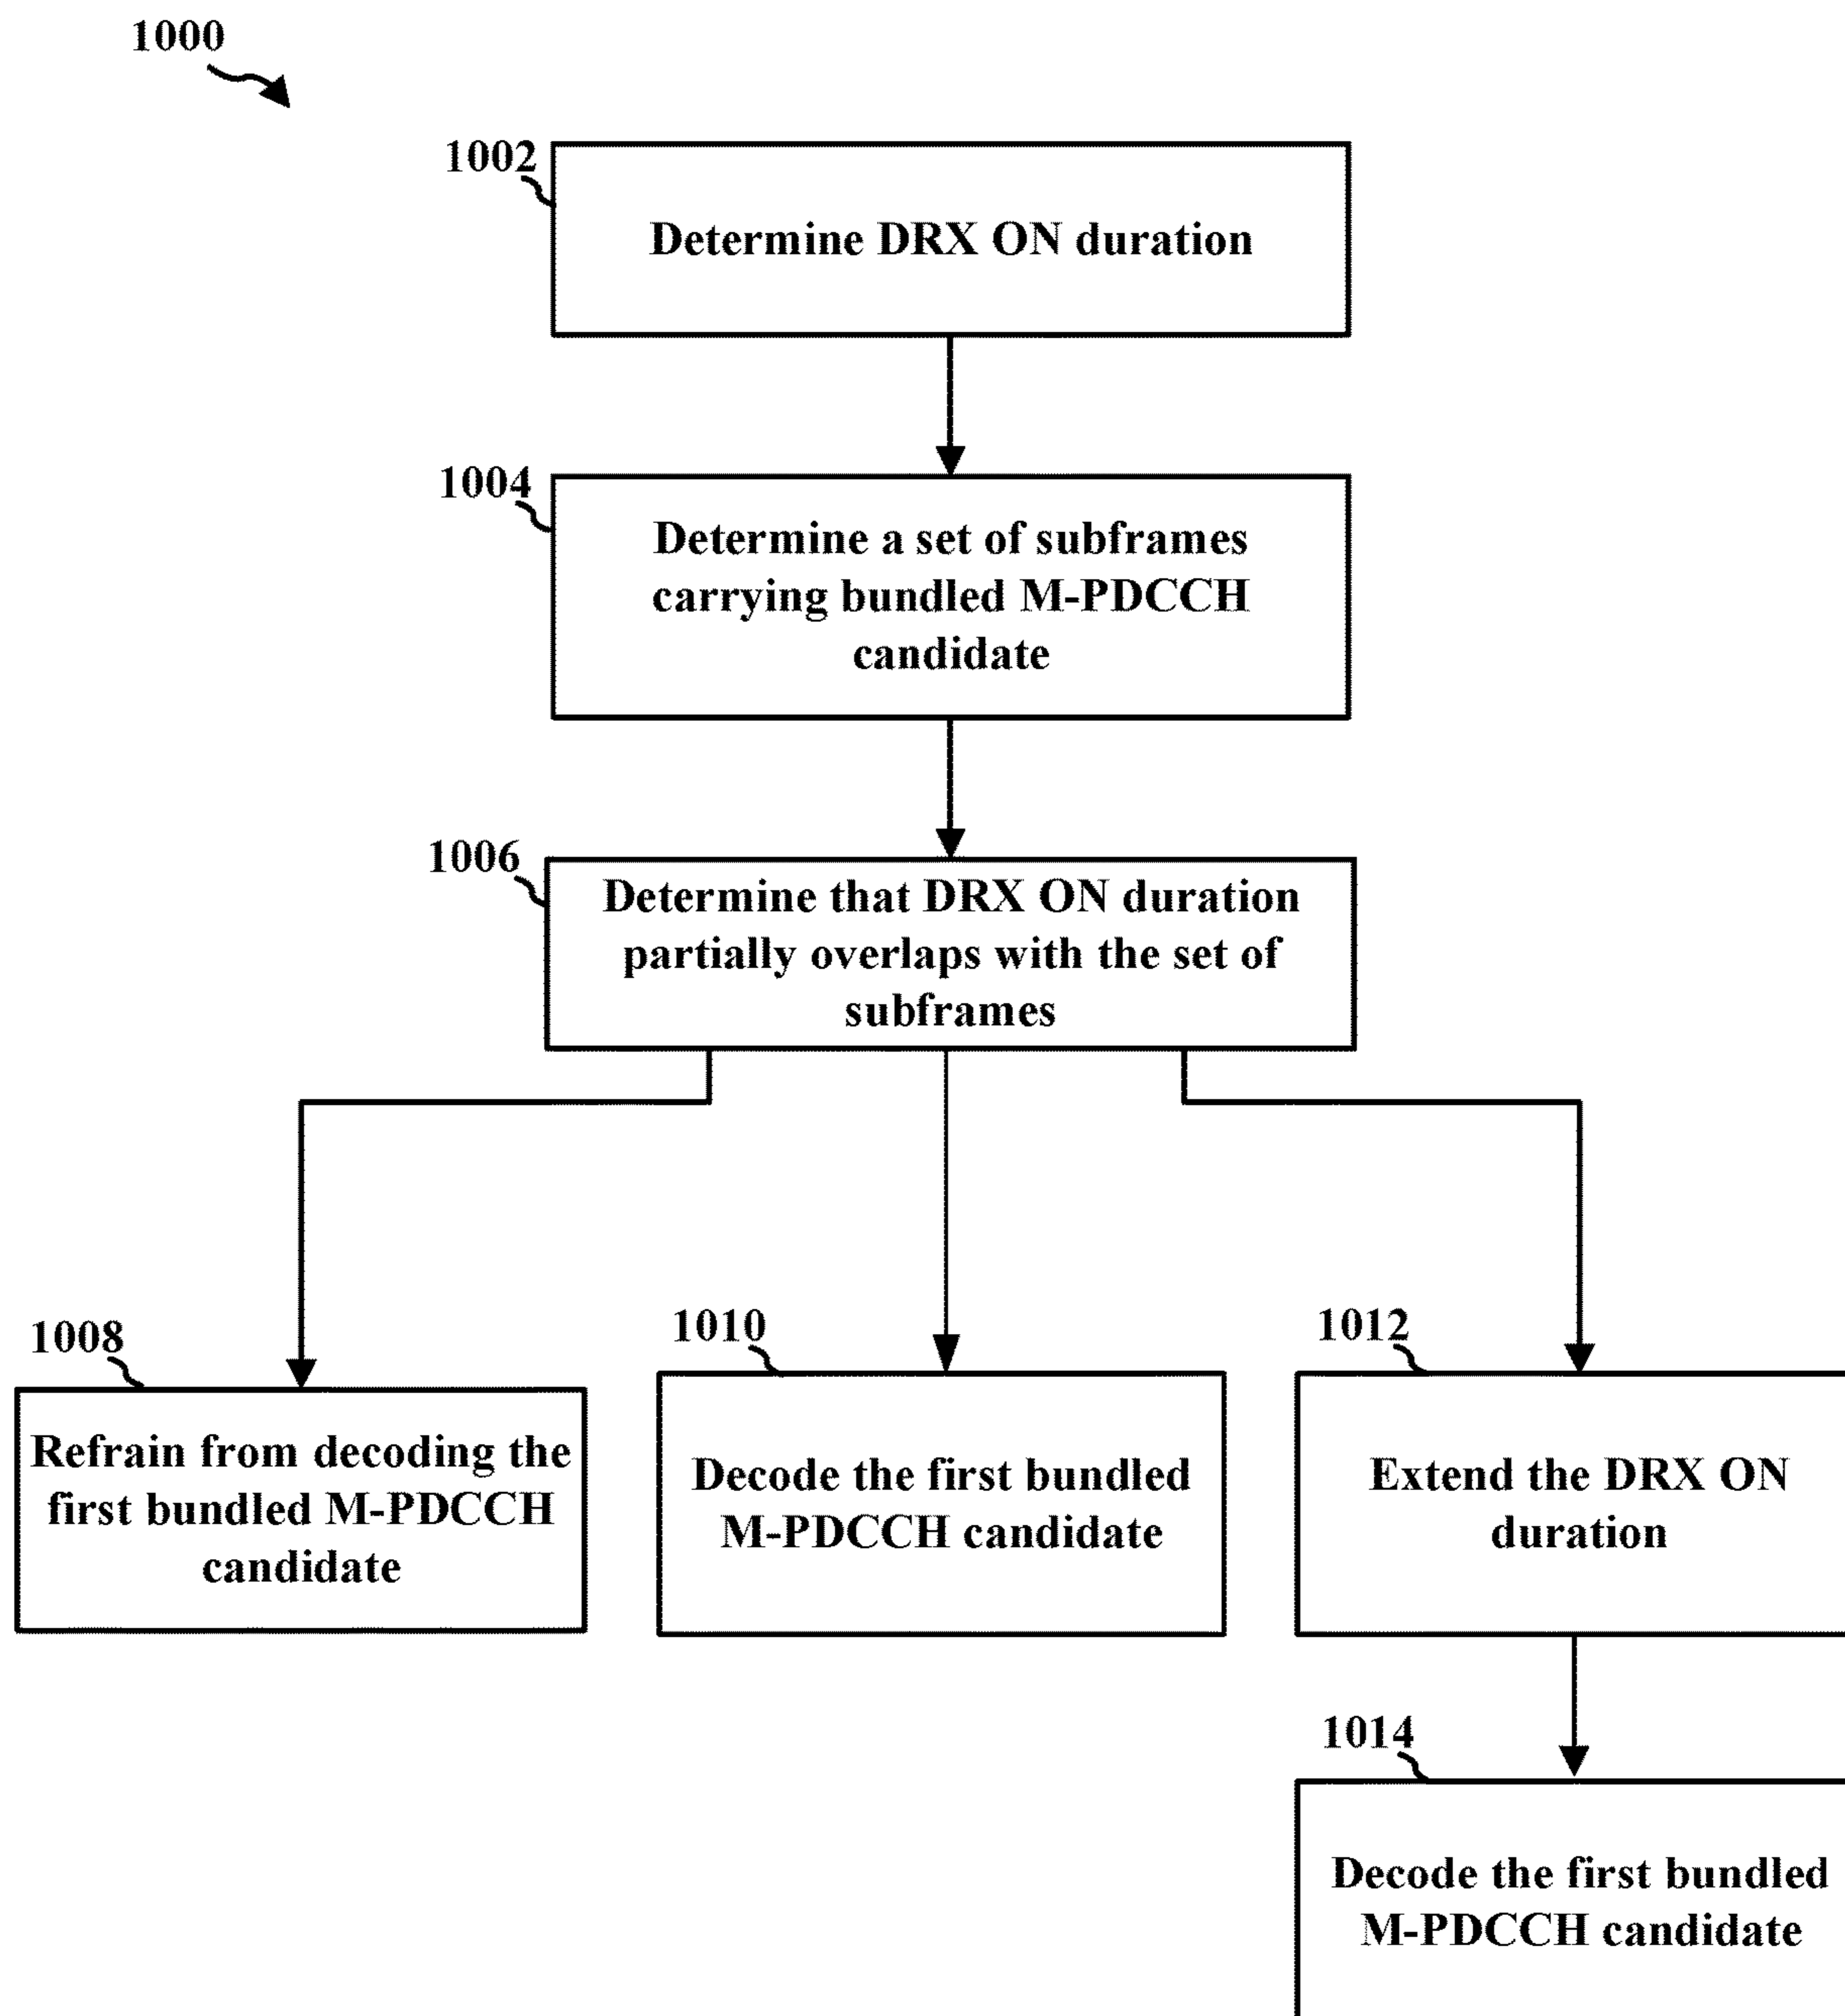 1000
1002
Determine DRX ON duration
1004
Determine a set of subframes
carrying bundled M-PDCCH
candidate
1006
Determine that DRX ON duration
partially overlaps with the set of
subframes
1008
Refrain from decoding the
first bundled M-PDCCH
candidate
1010
Decode the first bundled
M-PDCCH candidate
1012
Extend the DRX ON
duration
1014
Decode the first bundled
M-PDCCH candidate